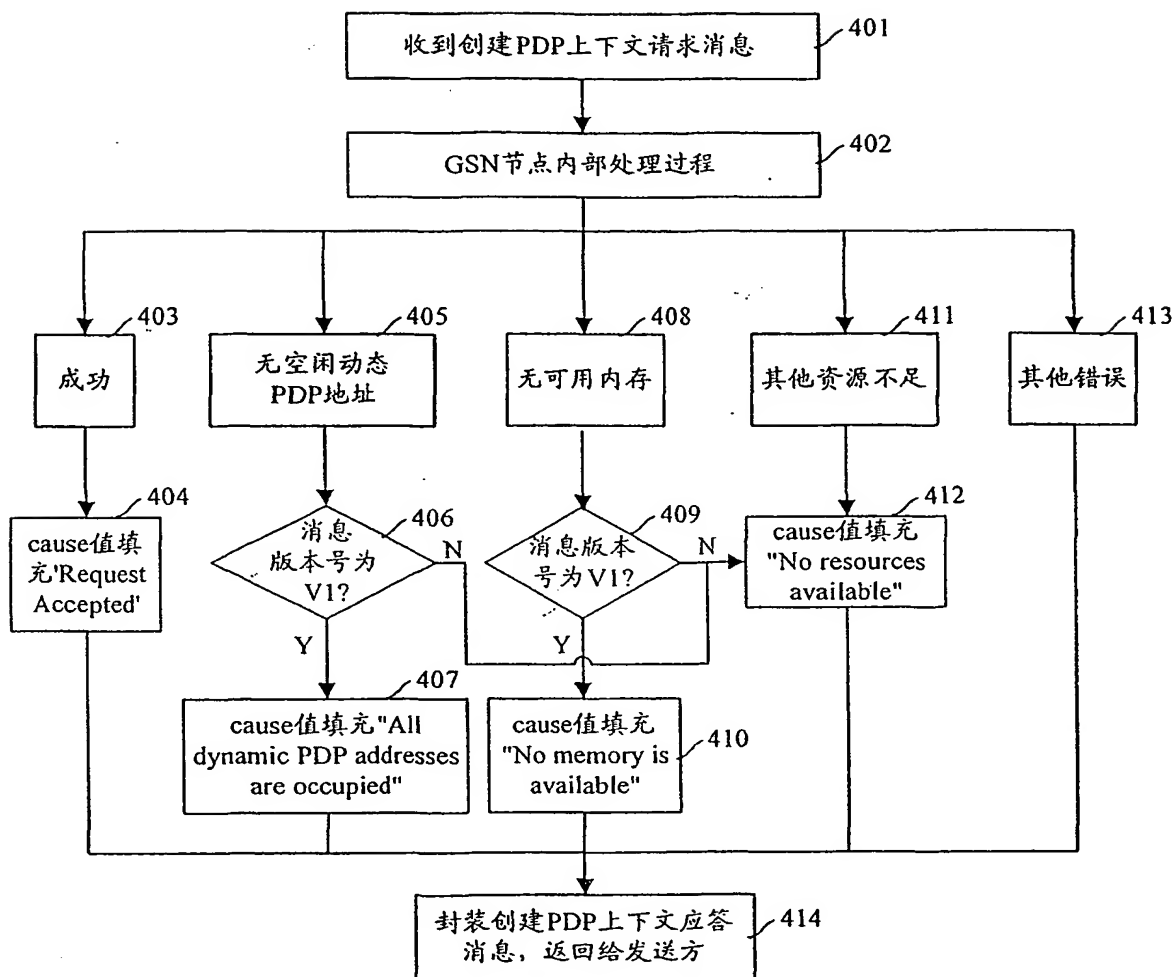 收到创建PDP上下文请求消息
401
GSN节点内部处理过程
402
403
成功
405
无空闲动态
PDP地址
408
无可用内存
411
其他资源不足
413
其他错误
404
cause值填
充'Request
Accepted'
406
消息
版本号为
V1?
N
Y
409
消息版本
号为V1?
N
Y
412
cause值填充
"No resources
available"
407
cause值填充"All
dynamic PDP addresses
are occupied"
cause值填充
"No memory is
available"
410
封装创建PDP上下文应答
消息，返回给发送方
414